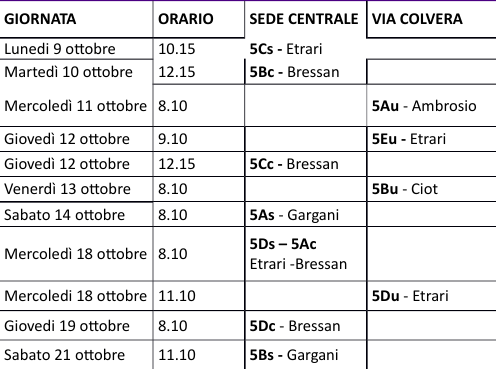 GIORNATA ORARIO SEDE CENTRALE VIA COLVERA
Lunedi 9 ottobre 10.15 5Cs - Etrari
Martedì 10 ottobre 12.15 5Bc - Bressan
Mercoledì 11 ottobre 8.10 5Au - Ambrosio
Giovedì 12 ottobre 9.10 5Eu - Etrari
Giovedì 12 ottobre 12.15 5Cc - Bressan
Venerdì 13 ottobre 8.10 5Bu - Ciot
Sabato 14 ottobre 8.10 5As - Gargani
Mercoledì 18 ottobre 8.10 5Ds – 5Ac
Etrari -Bressan
Mercoledi 18 ottobre 11.10 5Du - Etrari
Giovedi 19 ottobre 8.10 5Dc - Bressan
Sabato 21 ottobre 11.10 5Bs - Gargani